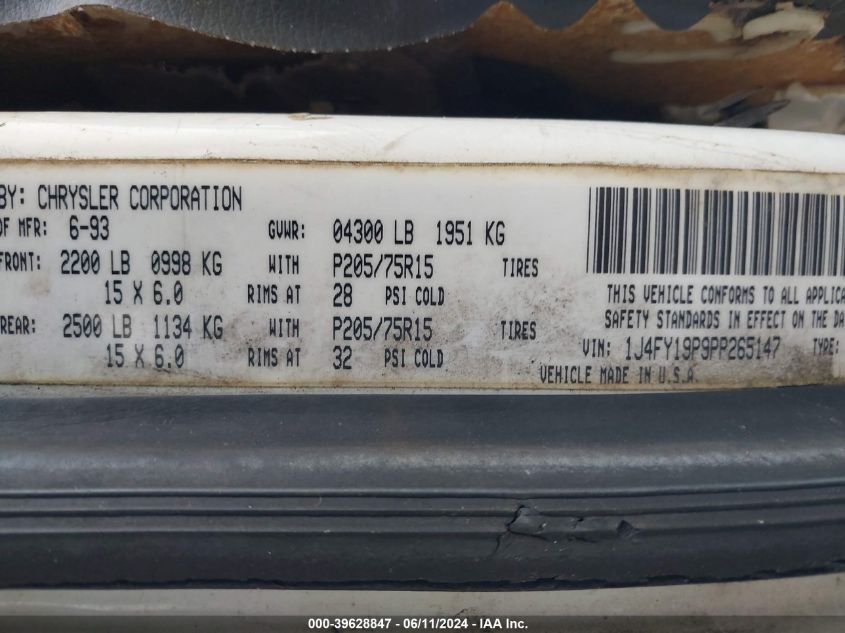 BY: CHRYSLER CORPORATION
OF MFR: 6-93 GVWR: 04300 LB 1951 KG
FRONT: 2200 LB 0998 KG WITH P205/75R15 TIRES
15 X 6.0 RIMS AT 28 PSI COLD
REAR: 2500 LB 1134 KG WITH P205/75R15 TIRES
15 X 6.0 RIMS AT 32 PSI COLD
THIS VEHICLE CONFORMS TO ALL APPLICA
SAFETY STANDARDS IN EFFECT ON THE DA
VIN: 1J4FY19P9PP265147 TYPE:
VEHICLE MADE IN U.S.A.
000-39628847 - 06/11/2024 - IAA Inc.